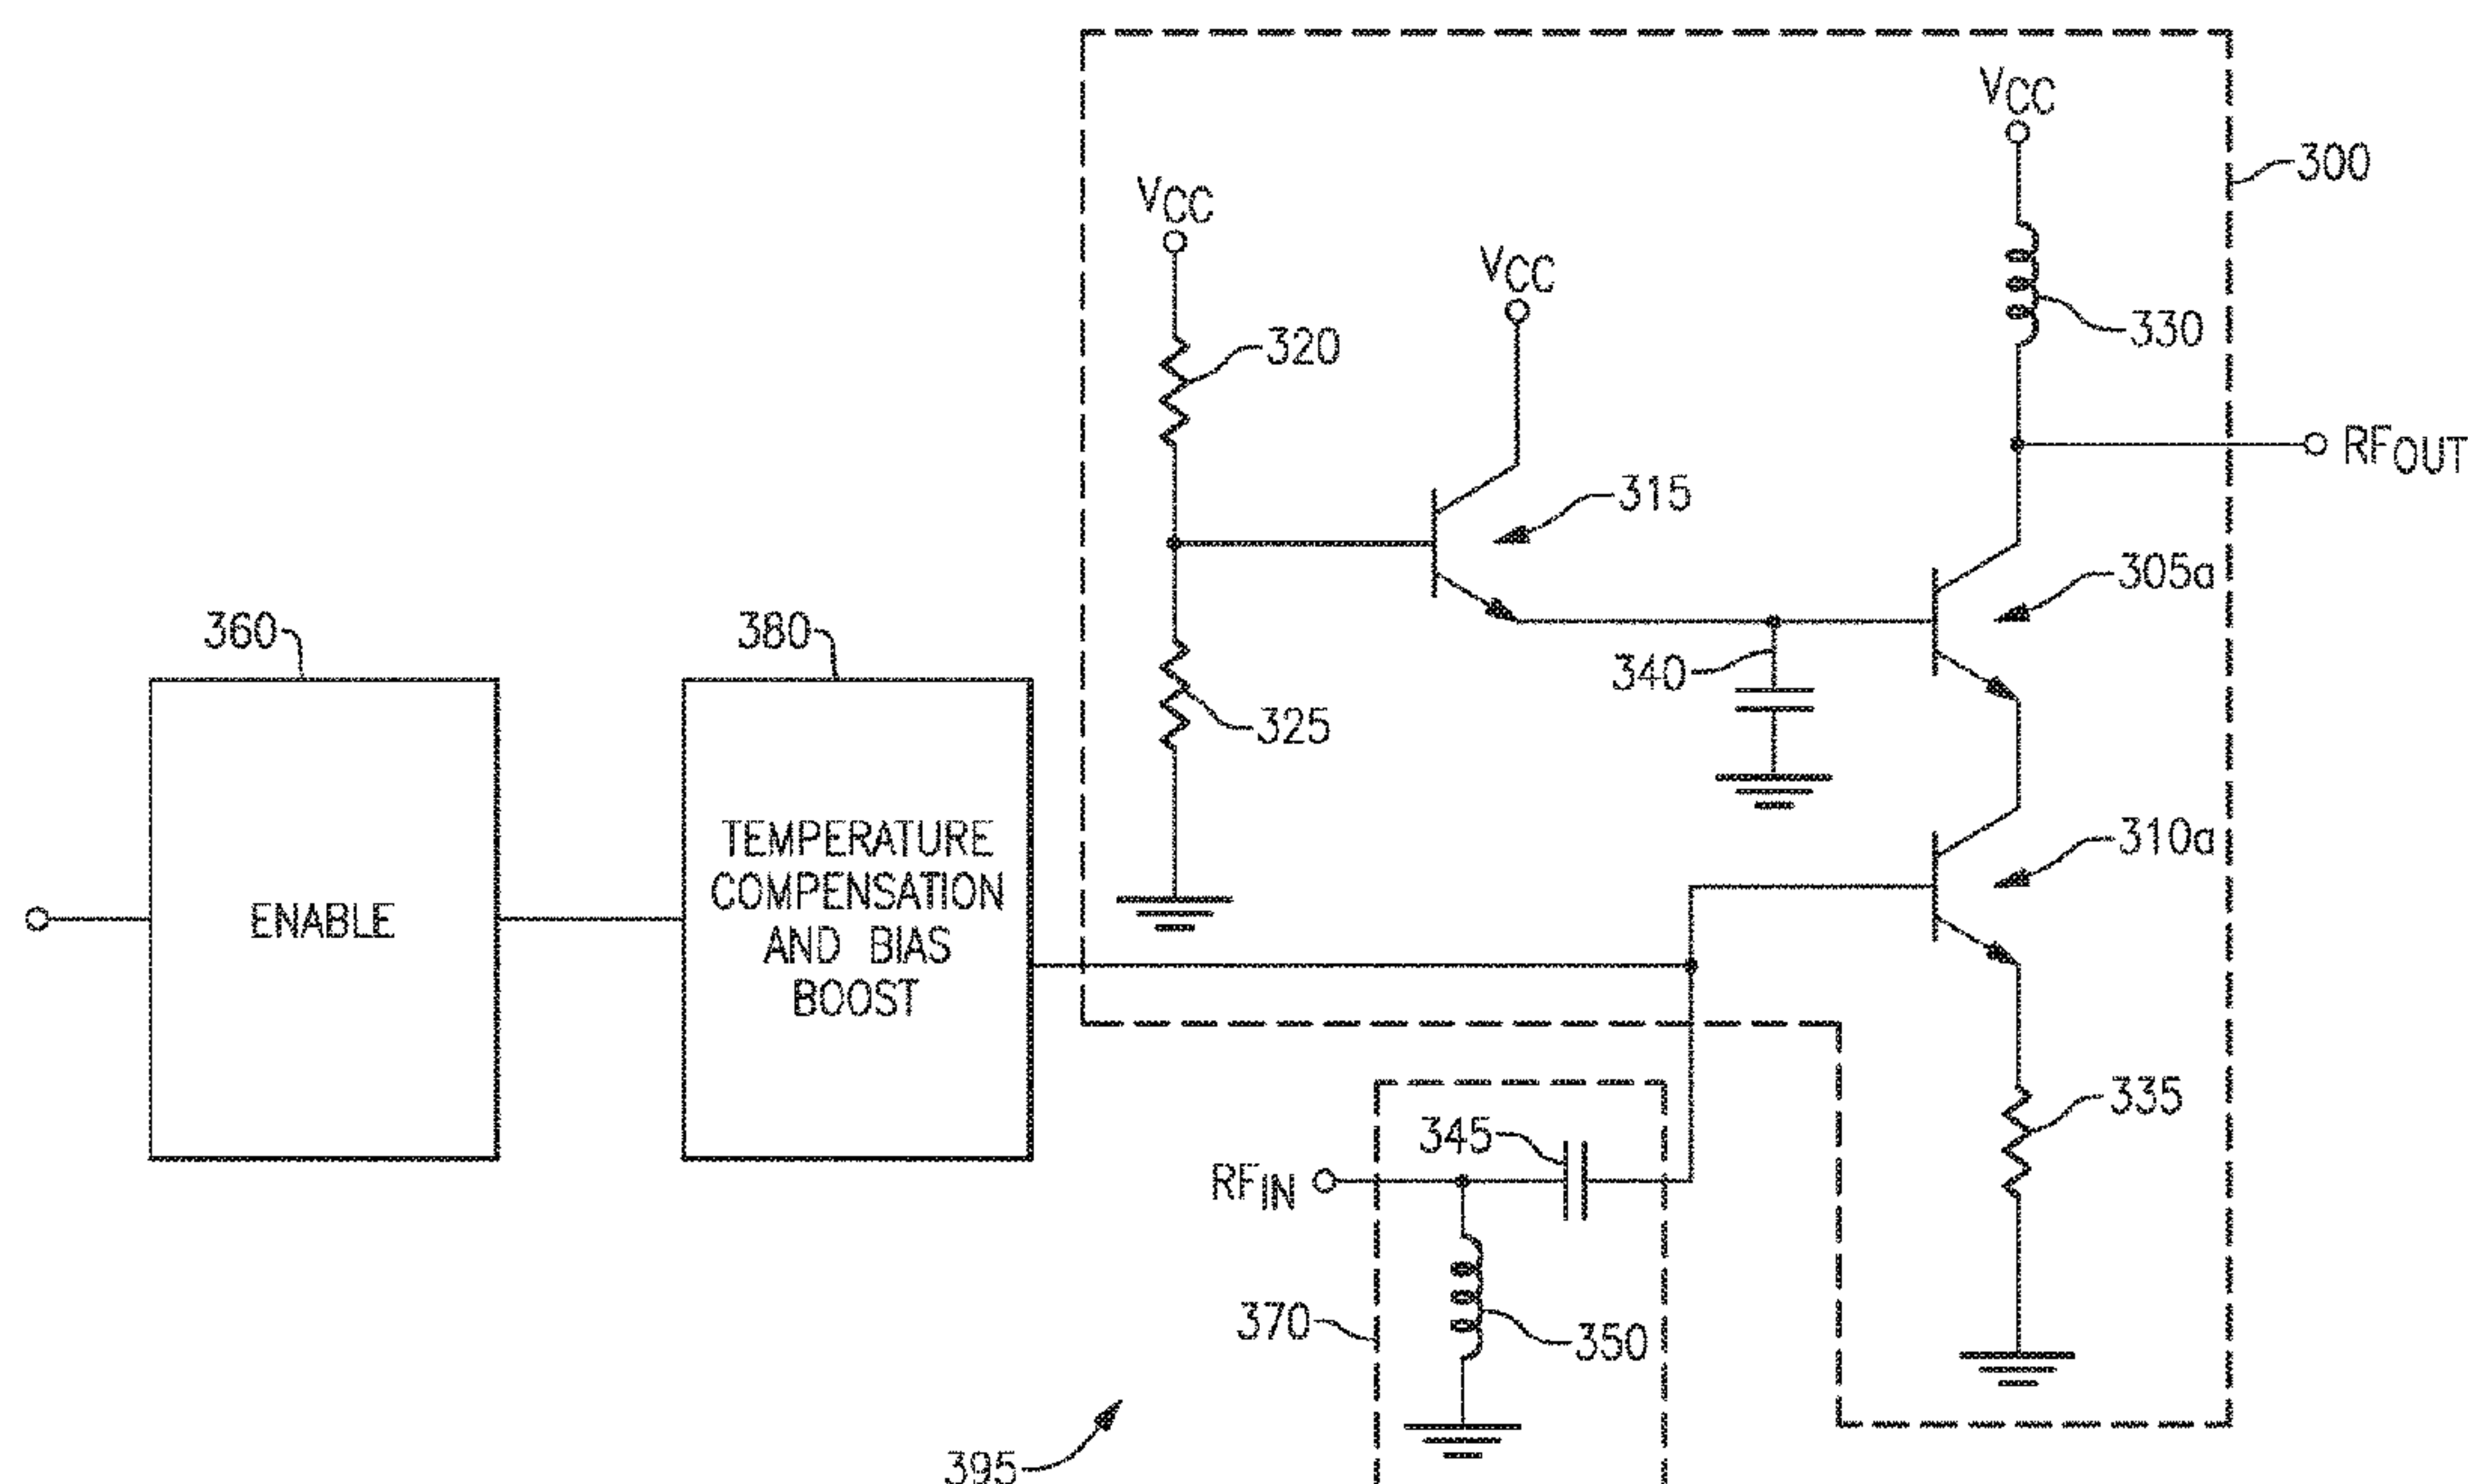 VCC
300
VCC
VCC
320
330
RFOUT
315
305a
360
380
340
325
ENABLE
TEMPERATURE
COMPENSATION
AND BIAS
BOOST
310a
335
345
RFIN
370
350
395